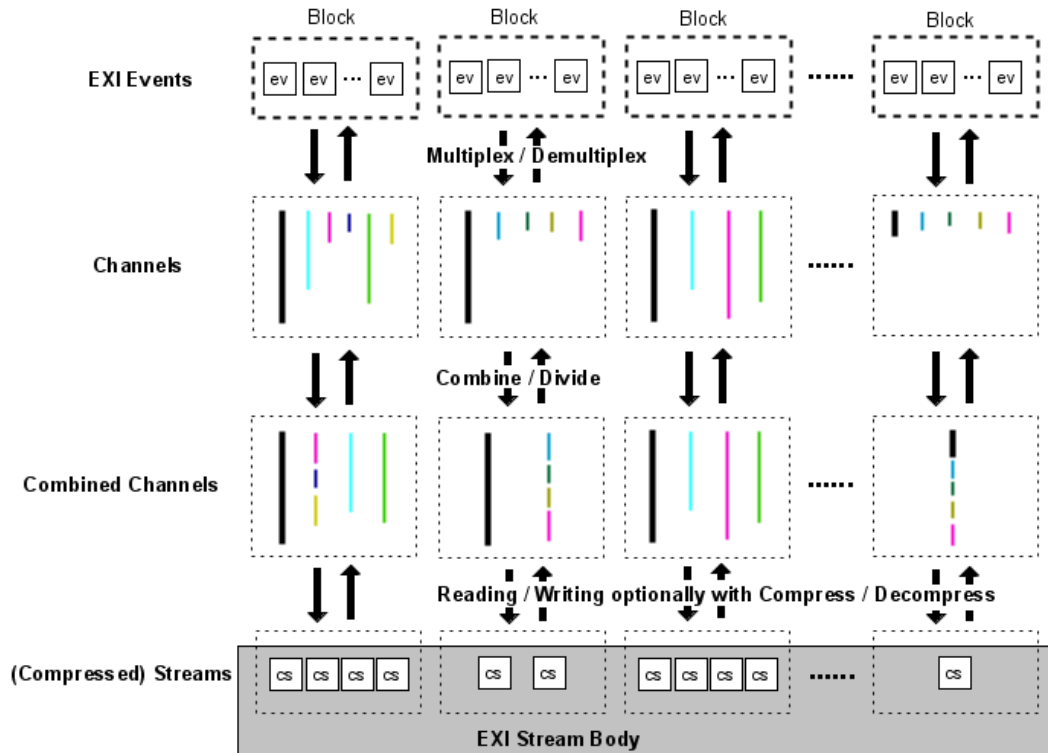 Block Block Block Block
EXI Events ev ev ... ev ev ev ... ev ev ev ... ev ...... ev ev ... ev
Multiplex / Demultiplex
Channels ......
Combine / Divide
Combined Channels ......
Reading / Writing optionally with Compress / Decompress
(Compressed) Streams cs cs cs cs cs cs cs cs cs cs ...... cs
EXI Stream Body